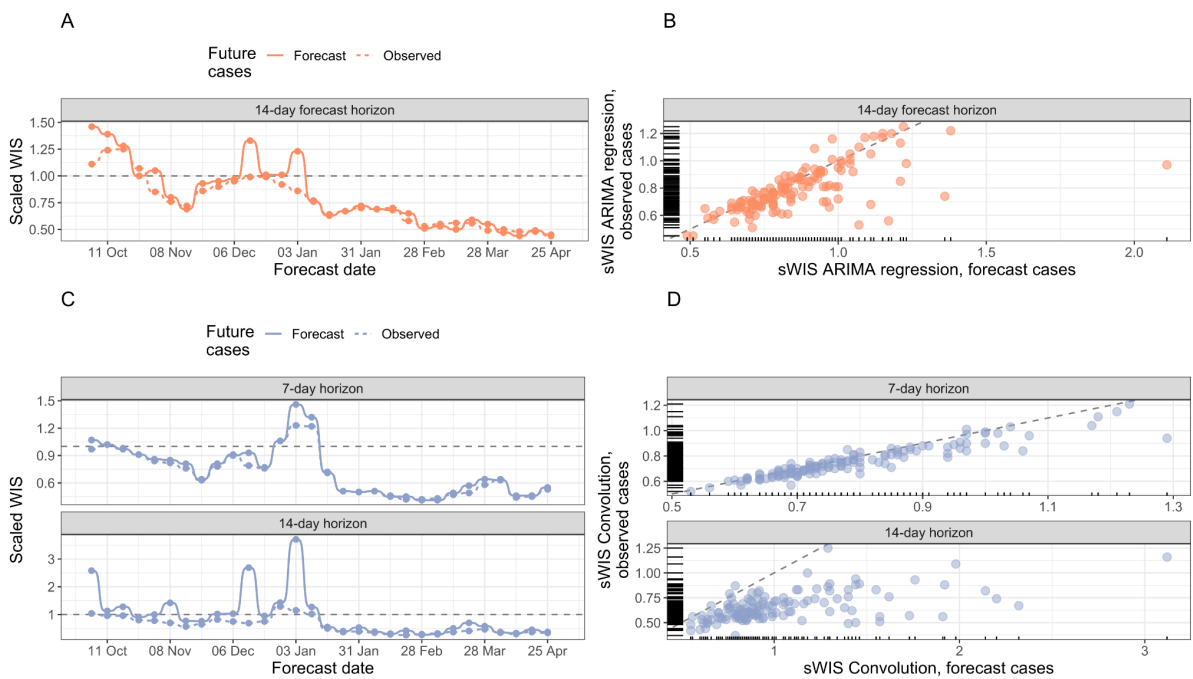 A
Future cases
Forecast
Observed
14-day forecast horizon
Scaled WIS
1.50
1.25
1.00
0.75
0.50
11 Oct
08 Nov
06 Dec
03 Jan
31 Jan
28 Feb
28 Mar
25 Apr
Forecast date
B
14-day forecast horizon
sWIS ARIMA regression,
observed cases
1.2
1.0
0.8
0.6
0.5
1.0
1.5
2.0
sWIS ARIMA regression, forecast cases
C
Future cases
Forecast
Observed
7-day horizon
1.5
1.2
0.9
0.6
14-day horizon
Scaled WIS
3
2
1
11 Oct
08 Nov
06 Dec
03 Jan
31 Jan
28 Feb
28 Mar
25 Apr
Forecast date
D
7-day horizon
1.2
1.0
0.8
0.6
0.5
0.7
0.9
1.1
1.3
sWIS Convolution,
observed cases
14-day horizon
1.25
1.00
0.75
0.50
1
2
3
sWIS Convolution, forecast cases